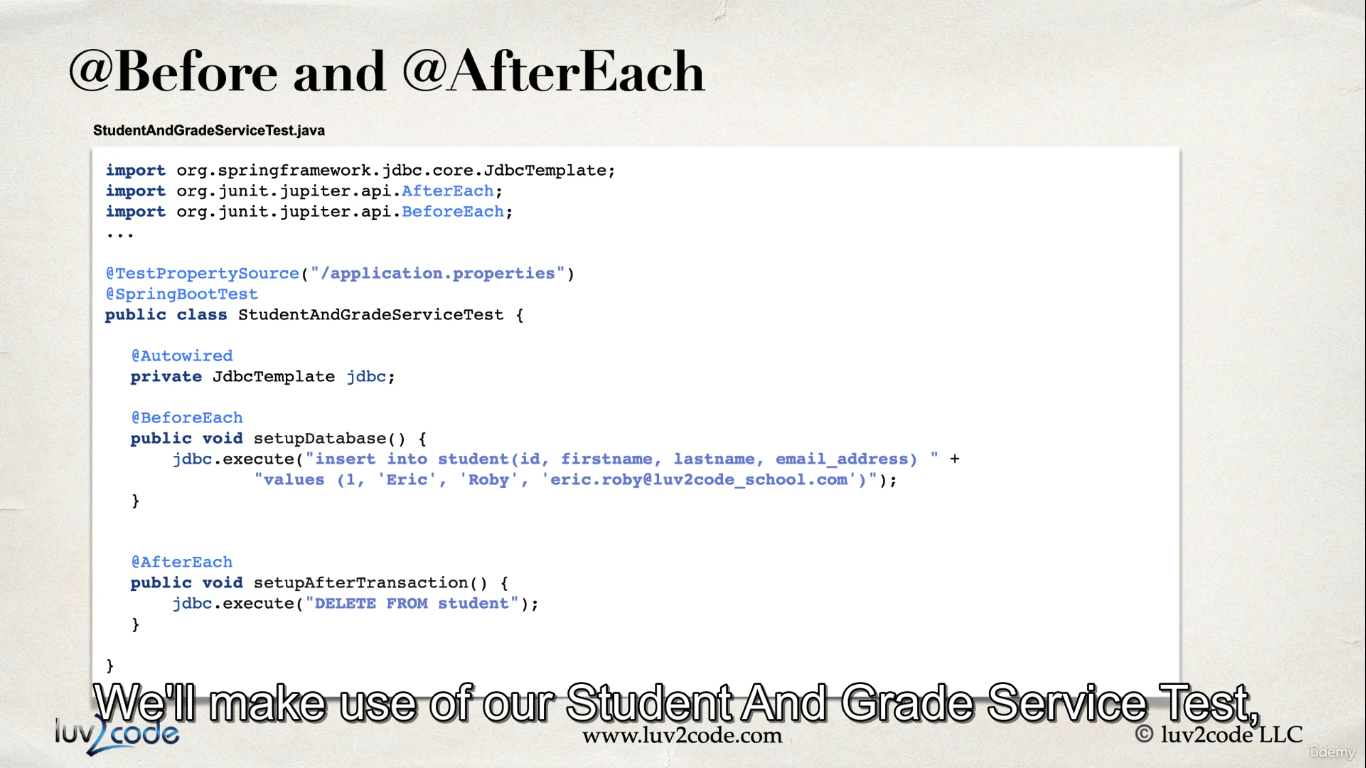 @Before and @AfterEach
StudentAndGradeServiceTest.java
import org.springframework.jdbc.core.JdbcTemplate;
import org.junit.jupiter.api.AfterEach;
import org.junit.jupiter.api.BeforeEach;
...
@TestPropertySource("/application.properties")
@SpringBootTest
public class StudentAndGradeServiceTest {
@Autowired
private JdbcTemplate jdbc;
@BeforeEach
public void setupDatabase() {
jdbc.execute("insert into student(id, firstname, lastname, email_address) " +
"values (1, 'Eric', 'Roby', 'eric.roby@luv2code_school.com')");
}
@AfterEach
public void setupAfterTransaction() {
jdbc.execute("DELETE FROM student");
}
}
We'll make use of our Student And Grade Service Test,
luv2code
www.luv2code.com
© luv2code LLC
ûdemy